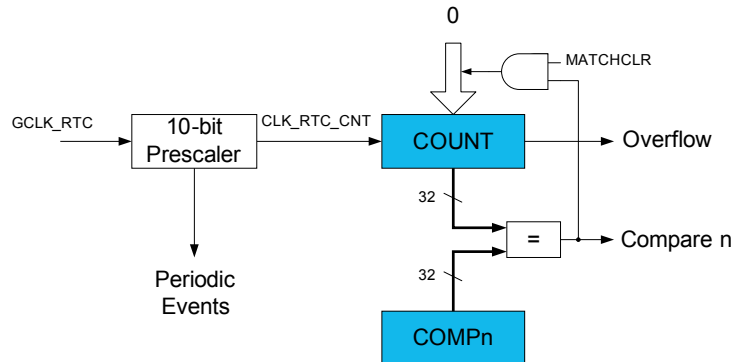 0
MATCHCLR
GCLK_RTC
10-bit
Prescaler
CLK_RTC_CNT
COUNT
Overflow
32
=
Compare n
Periodic
Events
32
COMPn